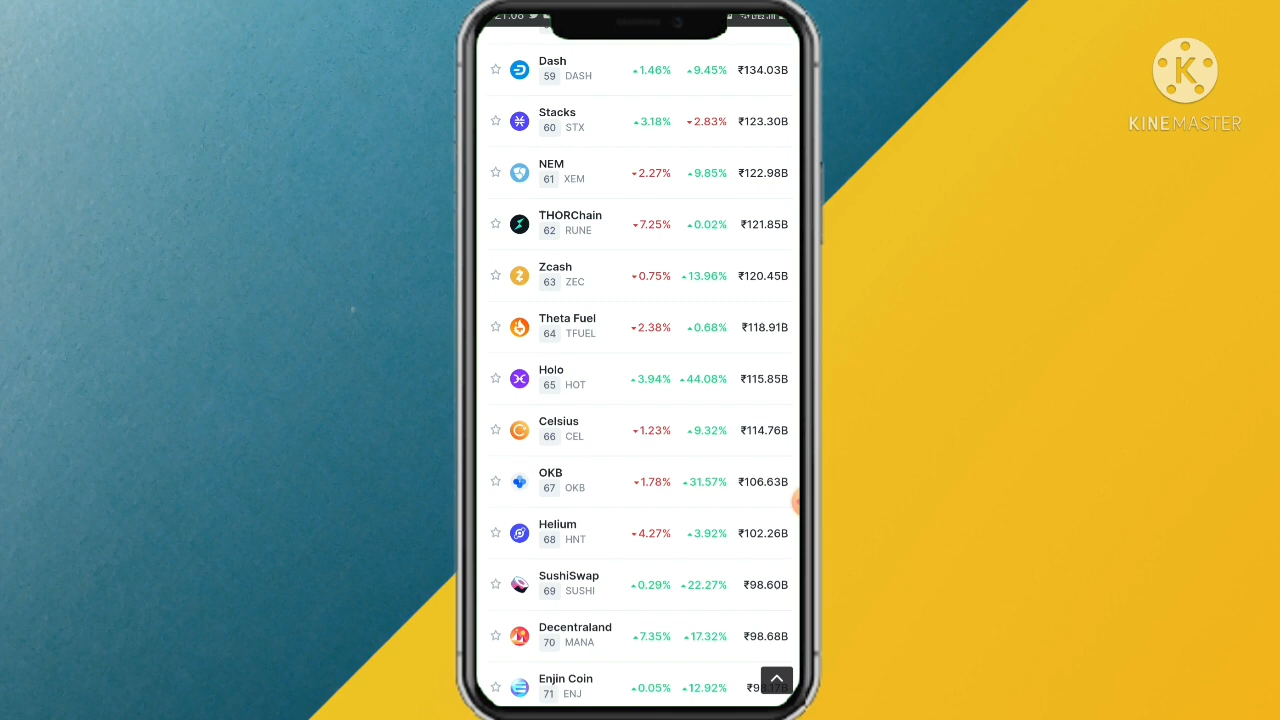 21:08
Dash
59 DASH
1.46% 9.45% ₹134.03B
Stacks
60 STX
3.18% 2.83% ₹123.30B
NEM
61 XEM
2.27% 9.85% ₹122.98B
THORChain
62 RUNE
7.25% 0.02% ₹121.85B
Zcash
63 ZEC
0.75% 13.96% ₹120.45B
Theta Fuel
64 TFUEL
2.38% 0.68% ₹118.91B
Holo
65 HOT
3.94% 44.08% ₹115.85B
Celsius
66 CEL
1.23% 9.32% ₹114.76B
OKB
67 OKB
1.78% 31.57% ₹106.63B
Helium
68 HNT
4.27% 3.92% ₹102.26B
SushiSwap
69 SUSHI
0.29% 22.27% ₹98.60B
Decentraland
70 MANA
7.35% 17.32% ₹98.68B
Enjin Coin
71 ENJ
0.05% 12.92%
K
KINEMASTER